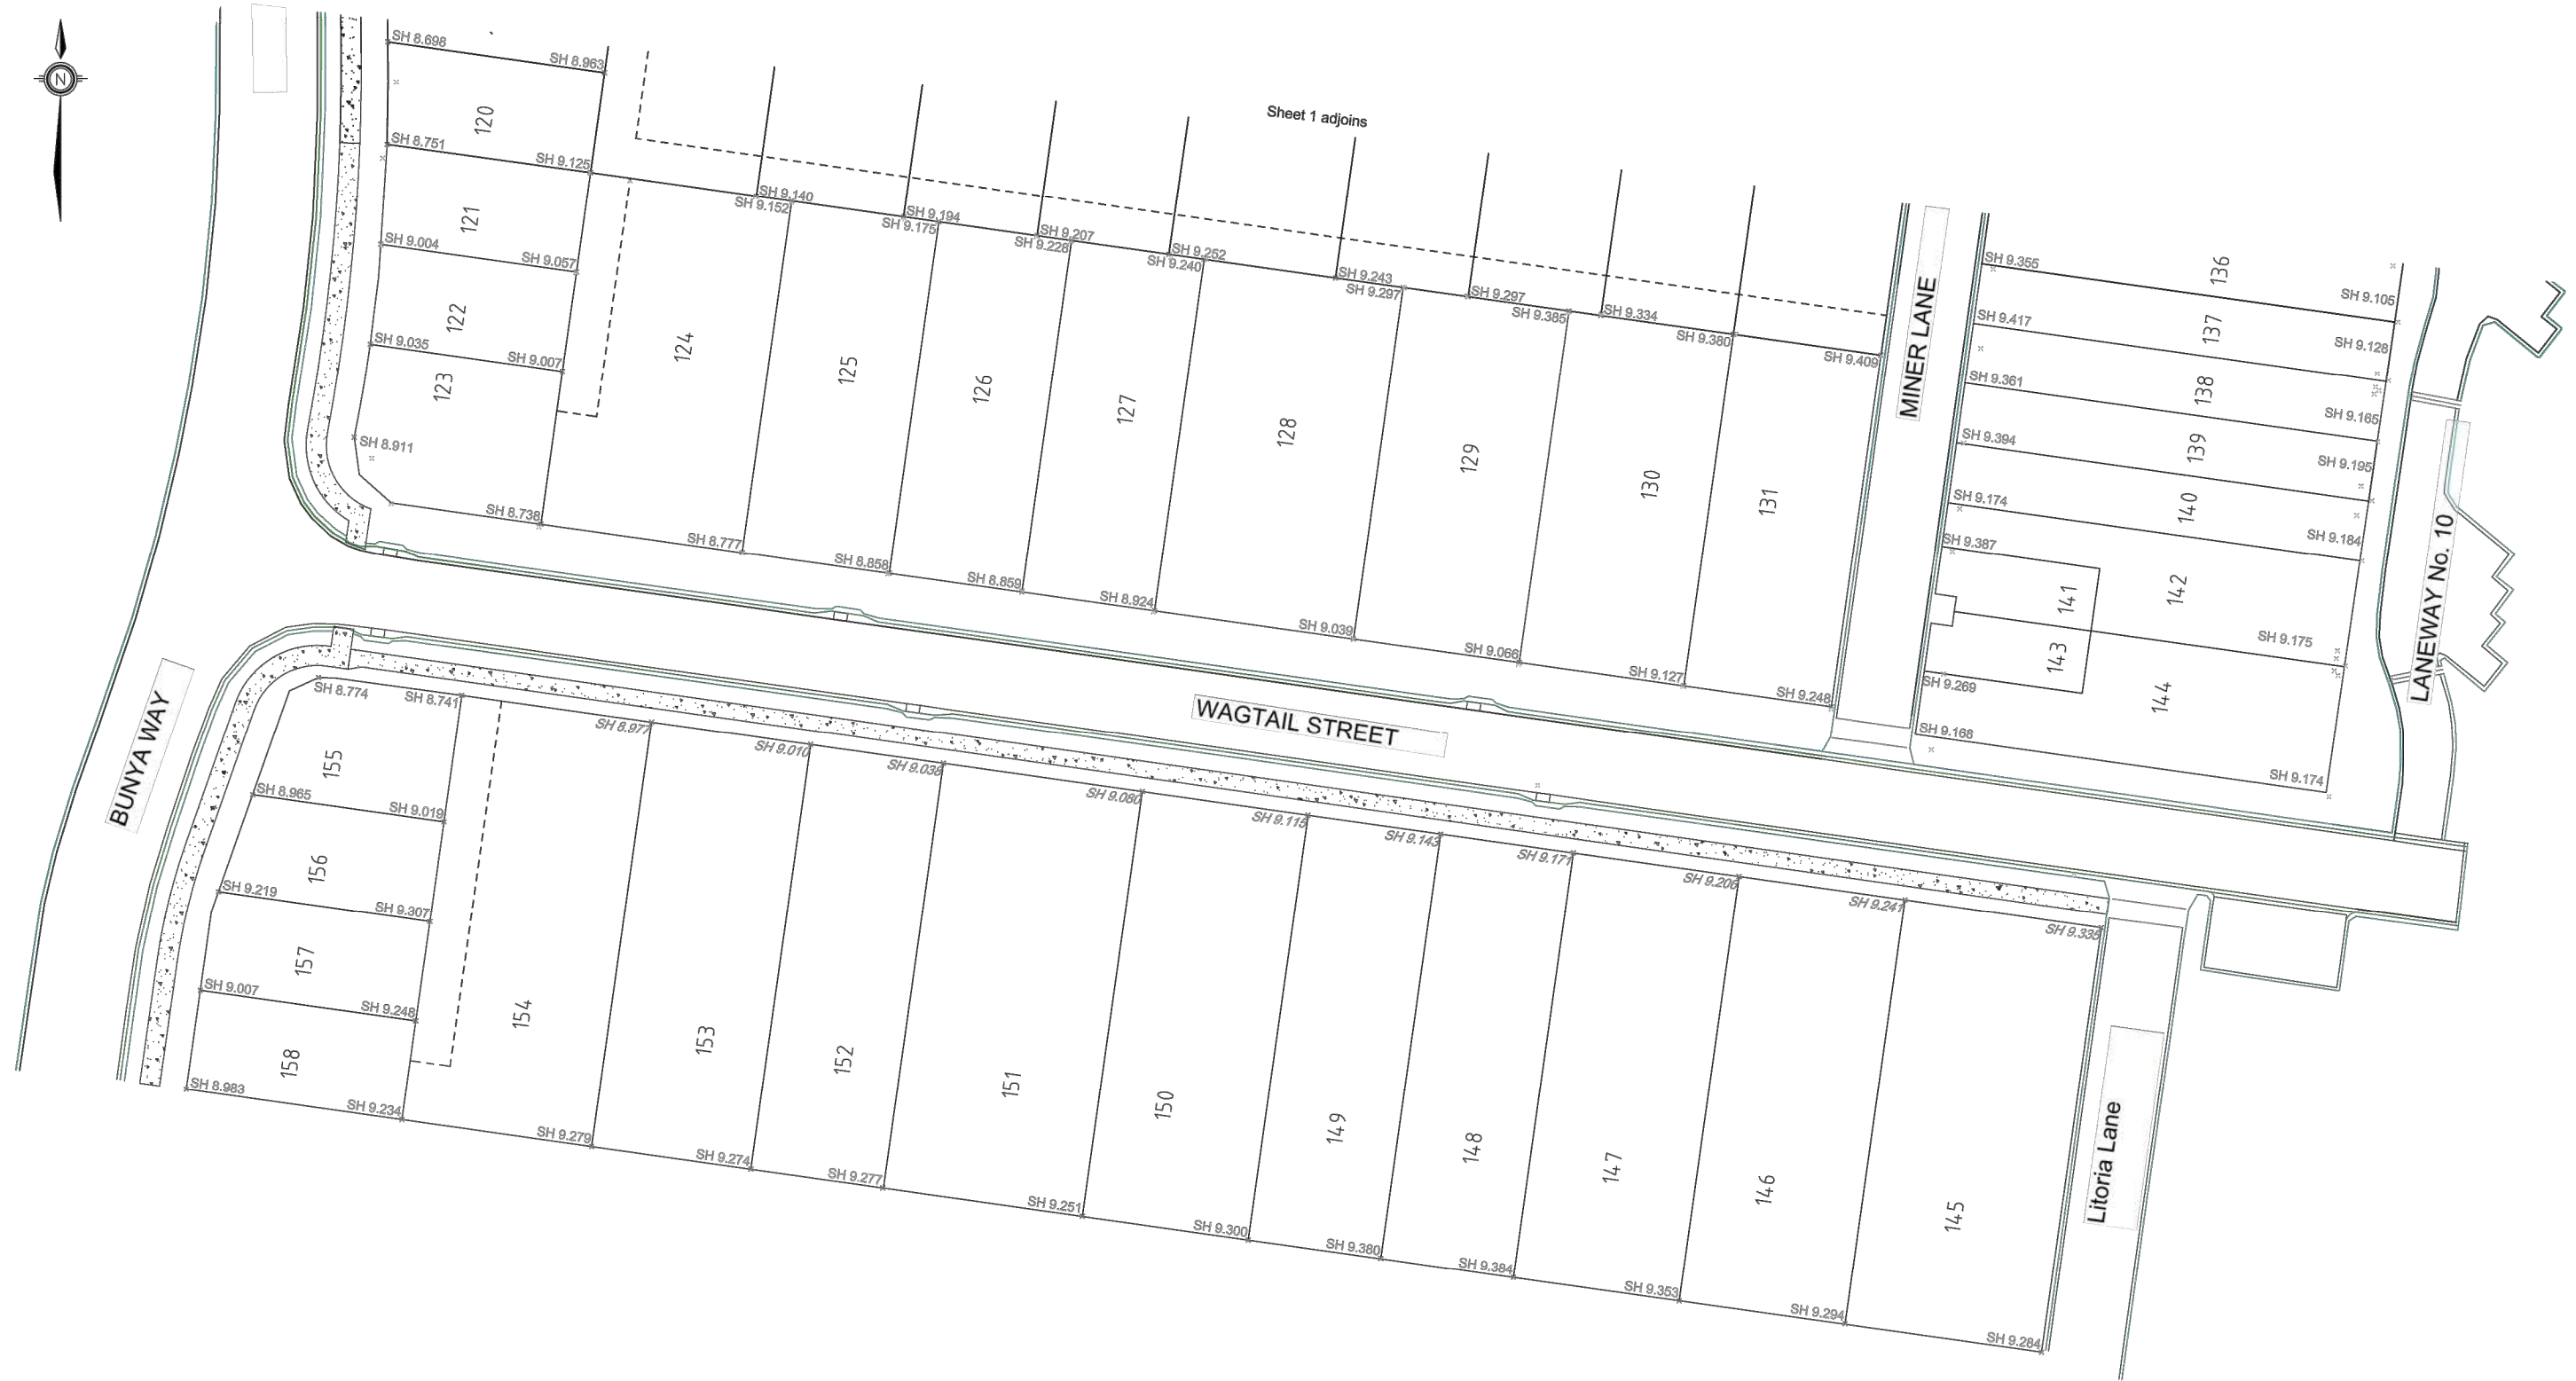 N
SH 8.698
SH 8.963
120
Sheet 1 adjoins
SH 8.751
SH 9.125
121
SH 9.140
SH 9.152
SH 9.194
SH 9.175
SH 9.207
SH 9.228
SH 9.252
SH 9.240
SH 9.243
SH 9.297
SH 9.297
SH 9.334
SH 9.385
SH 9.380
SH 9.409
SH 9.004
SH 9.057
122
SH 9.035
SH 9.007
123
SH 8.911
124
125
126
127
128
129
130
131
MINER LANE
SH 9.355
136
SH 9.105
SH 9.417
137
SH 9.128
SH 9.361
138
SH 9.165
SH 9.394
139
SH 9.195
SH 9.174
140
SH 9.184
SH 9.387
141
142
SH 9.175
143
SH 9.269
144
SH 9.168
SH 9.174
LANEWAY No. 10
SH 8.738
SH 8.777
SH 8.858
SH 8.859
SH 8.924
SH 9.039
SH 9.066
SH 9.127
SH 9.248
WAGTAIL STREET
BUNYA WAY
SH 8.774
SH 8.741
SH 8.977
SH 9.010
SH 9.038
SH 9.080
SH 9.115
SH 9.143
SH 9.171
SH 9.206
SH 9.241
SH 9.335
155
SH 8.965
SH 9.019
156
SH 9.219
SH 9.307
157
SH 9.007
SH 9.248
158
SH 8.983
SH 9.234
154
153
152
151
150
149
148
147
146
145
Litoria Lane
SH 9.279
SH 9.274
SH 9.277
SH 9.251
SH 9.300
SH 9.380
SH 9.384
SH 9.353
SH 9.294
SH 9.284